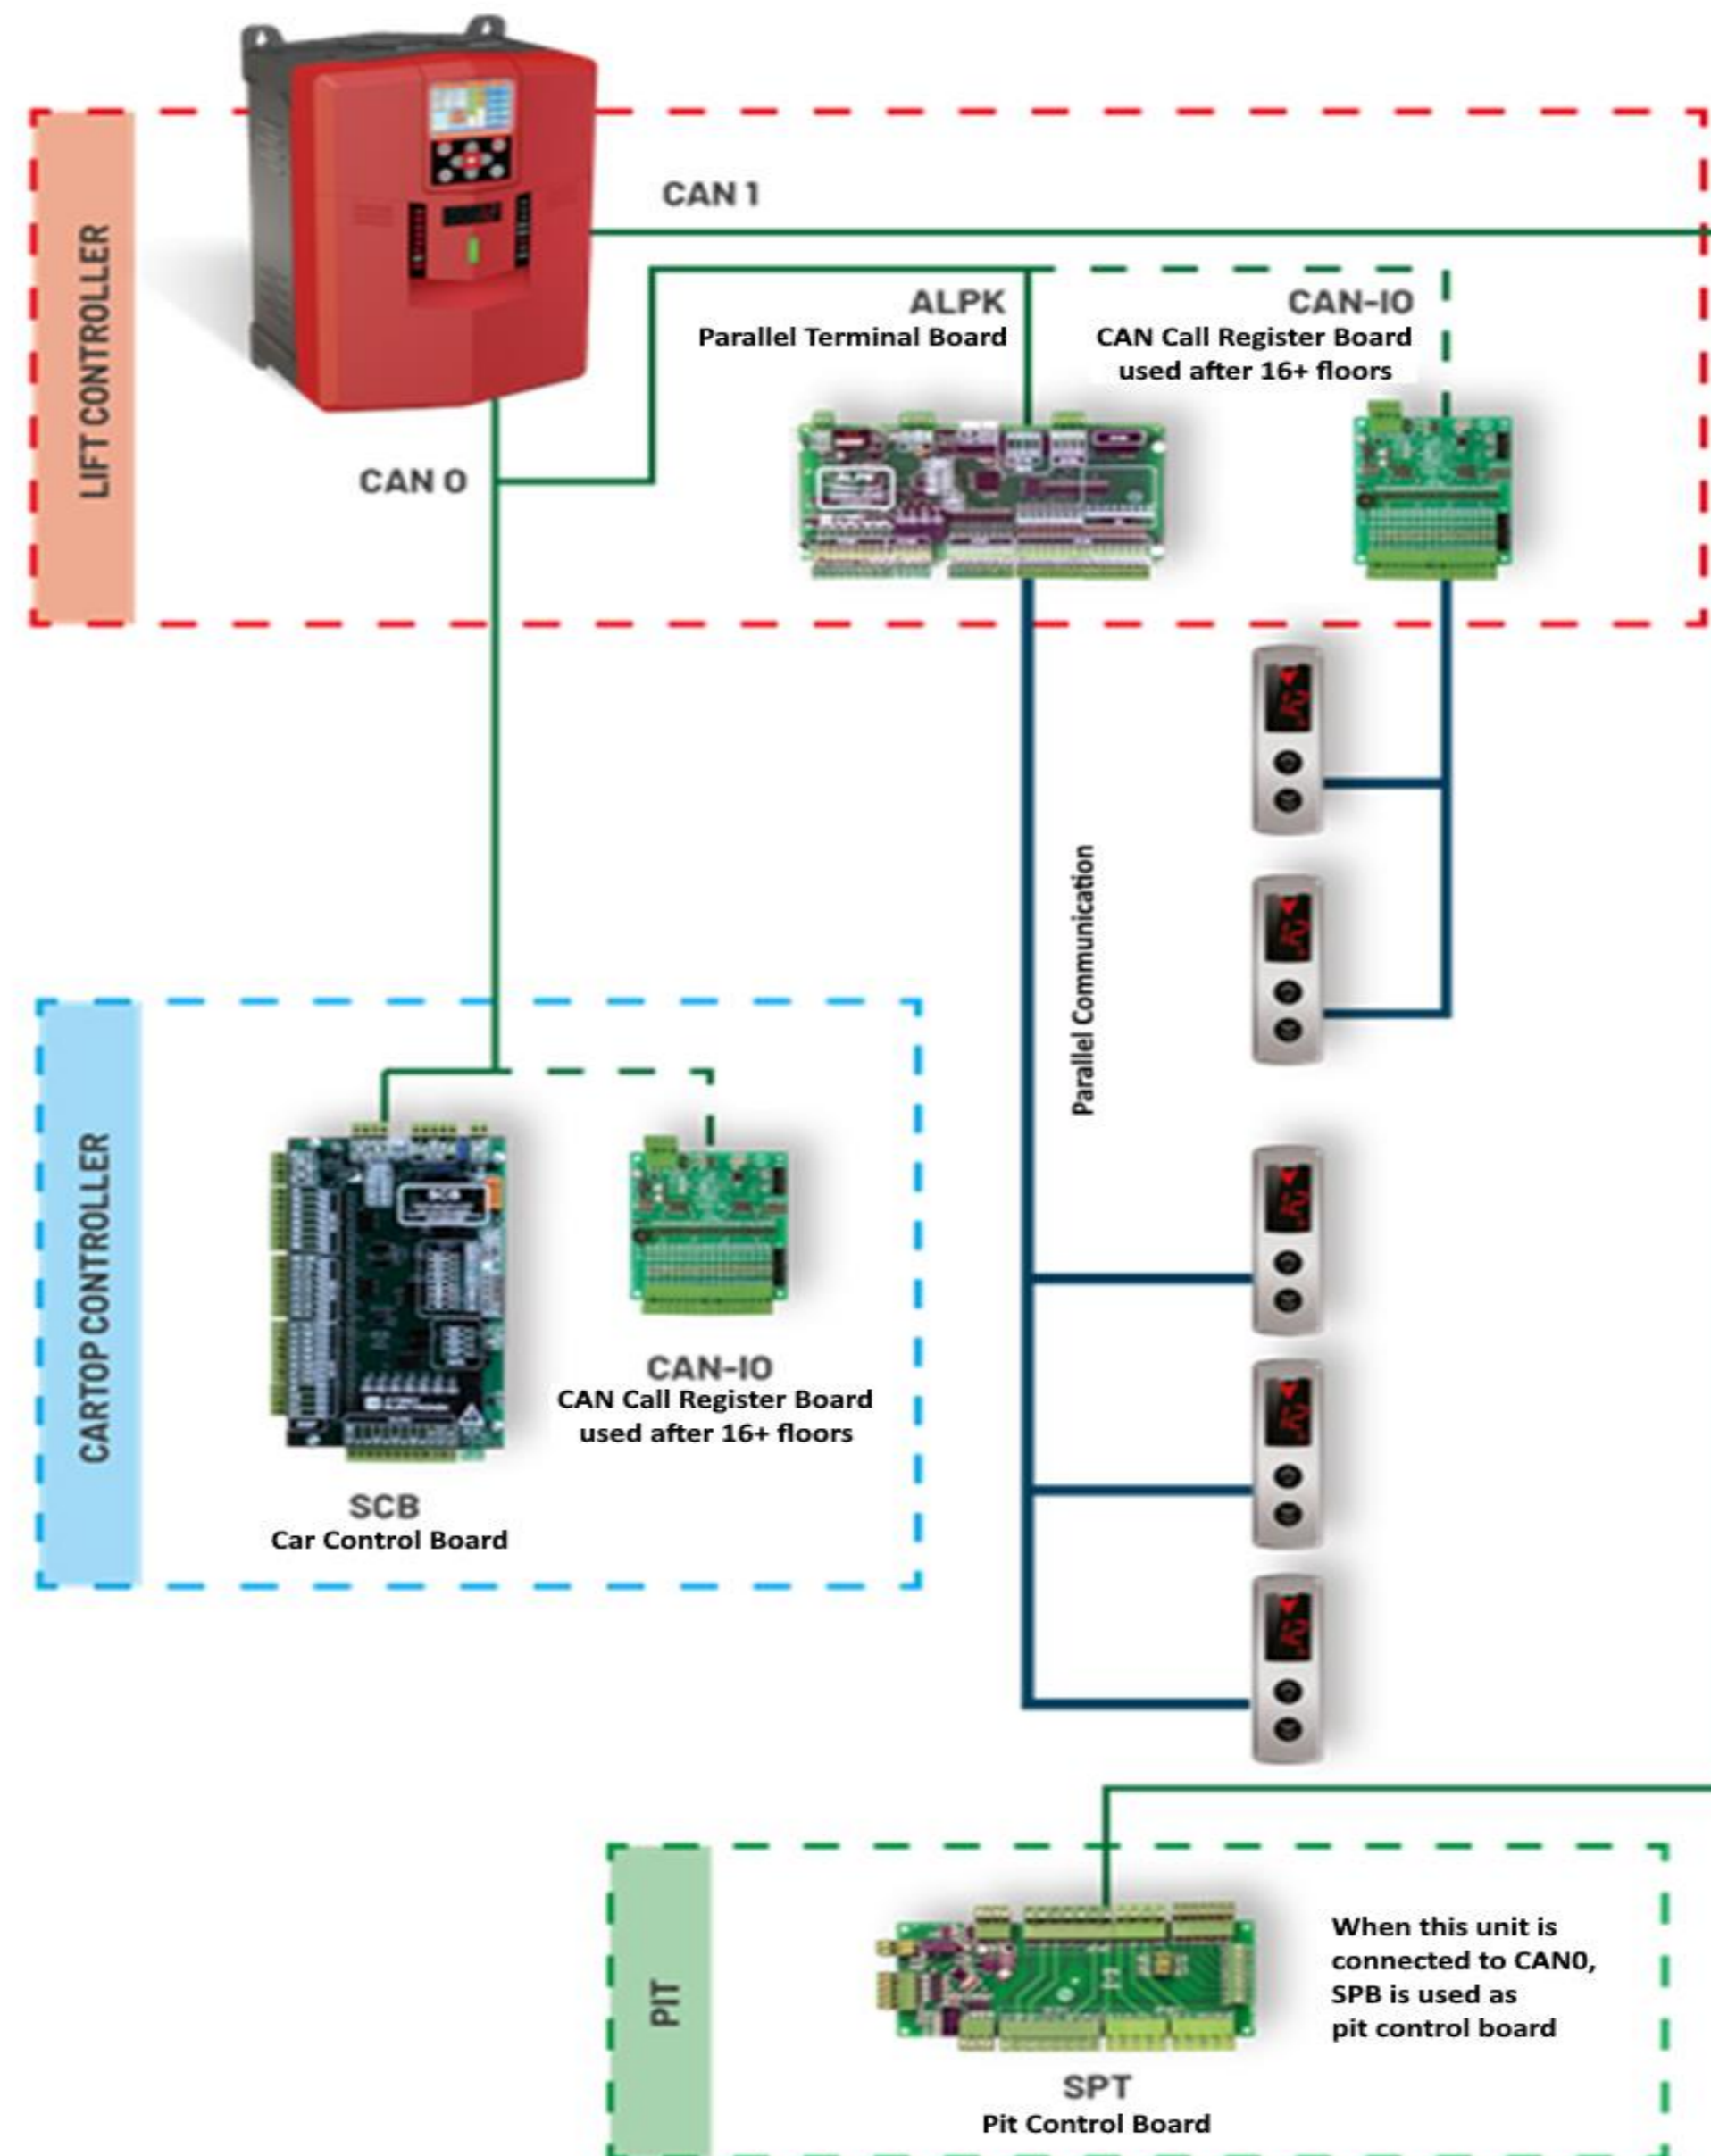 LIFT CONTROLLER
CAN 1
CAN 0
ALPK
Parallel Terminal Board
CAN-IO
CAN Call Register Board
used after 16+ floors
Parallel Communication
CARTOP CONTROLLER
SCB
SCB
Car Control Board
CAN-IO
CAN Call Register Board
used after 16+ floors
PIT
SPT
Pit Control Board
When this unit is
connected to CAN0,
SPB is used as
pit control board